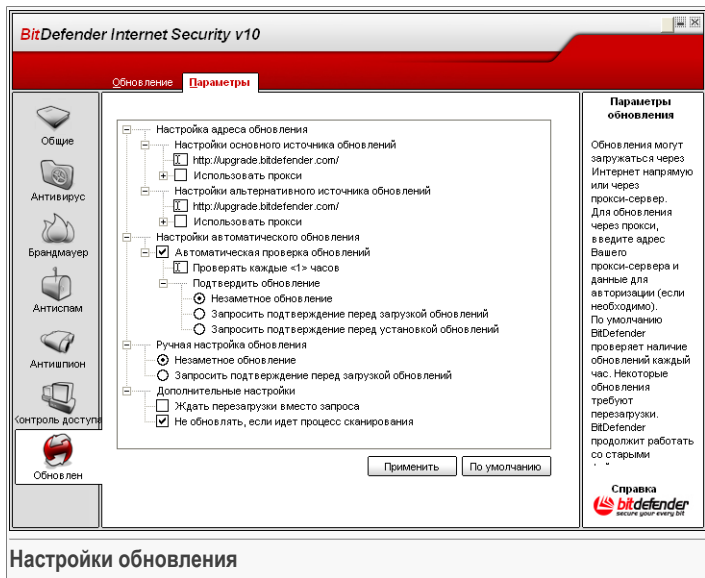 BitDefender Internet Security v10
Обновление Параметры
Общие
Антивирус
Брандмауер
Антиспам
Антишпион
Контроль доступа
Обновлен
Настройка адреса обновления
Настройки основного источника обновлений
http://upgrade.bitdefender.com/
Использовать прокси
Настройки альтернативного источника обновлений
http://upgrade.bitdefender.com/
Использовать прокси
Настройки автоматического обновления
Автоматическая проверка обновлений
Проверять каждые <1> часов
Подтвердить обновление
Незаметное обновление
Запросить подтверждение перед загрузкой обновлений
Запросить подтверждение перед установкой обновлений
Ручная настройка обновления
Незаметное обновление
Запросить подтверждение перед загрузкой обновлений
Дополнительные настройки
Ждать перезагрузки вместо запроса
Не обновлять, если идет процесс сканирования
Применить По умолчанию
Параметры
обновления
Обновления могут
загружаться через
Интернет напрямую
или через
прокси-сервер.
Для обновления
через прокси,
введите адрес
Вашего
прокси-сервера и
данные для
авторизации (если
необходимо).
По умолчанию
BitDefender
проверяет наличие
обновлений каждый
час. Некоторые
обновления
требуют
перезагрузки.
BitDefender
продолжит работать
со старыми
Справка
bitdefender
secure your every bit
Настройки обновления